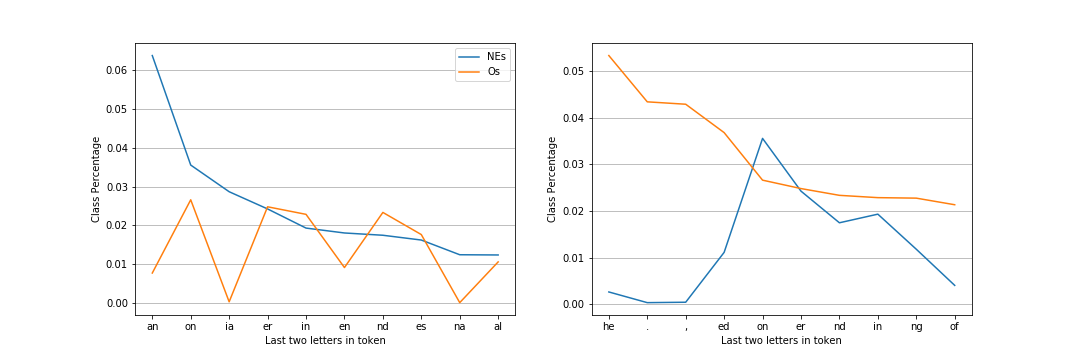 NEs
Os
Class Percentage
0.06
0.05
0.04
0.03
0.02
0.01
0.00
an on ia er in en nd es na al
Last two letters in token
Class Percentage
0.05
0.04
0.03
0.02
0.01
0.00
he . , ed on er nd in ng of
Last two letters in token